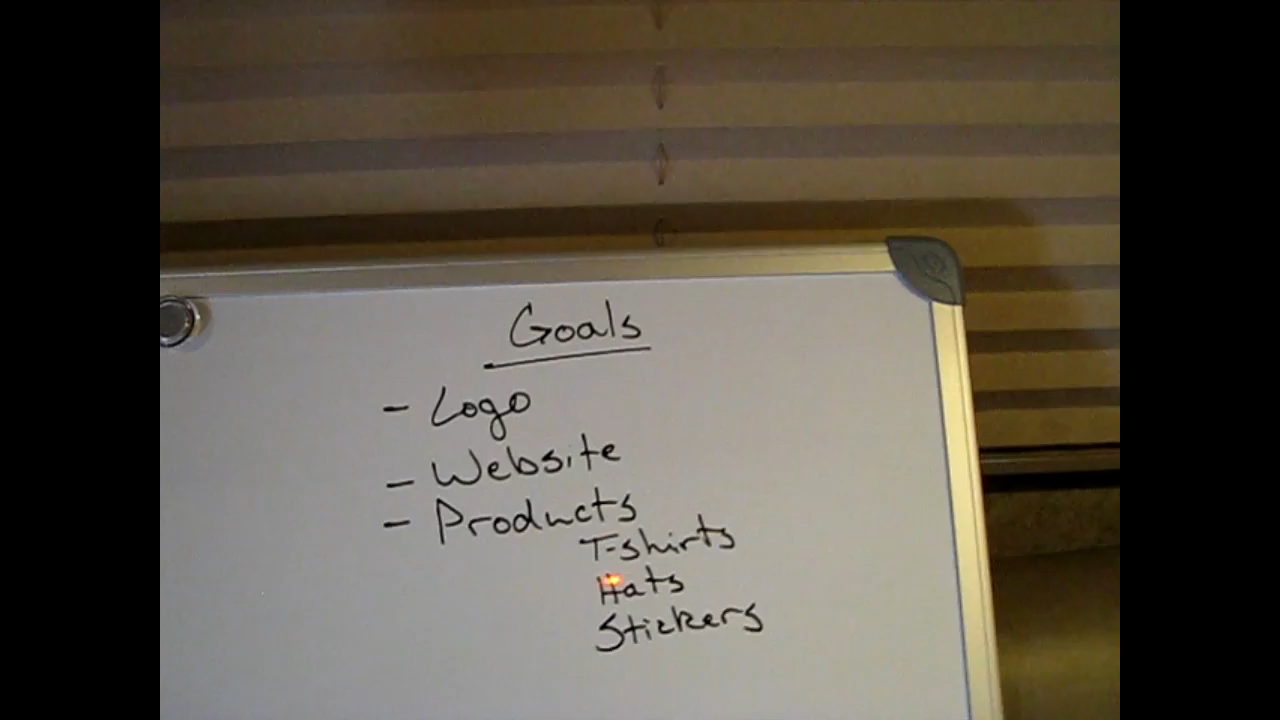 Goals
- Logo
- Website
- Products
T-shirts
Hats
Stickers